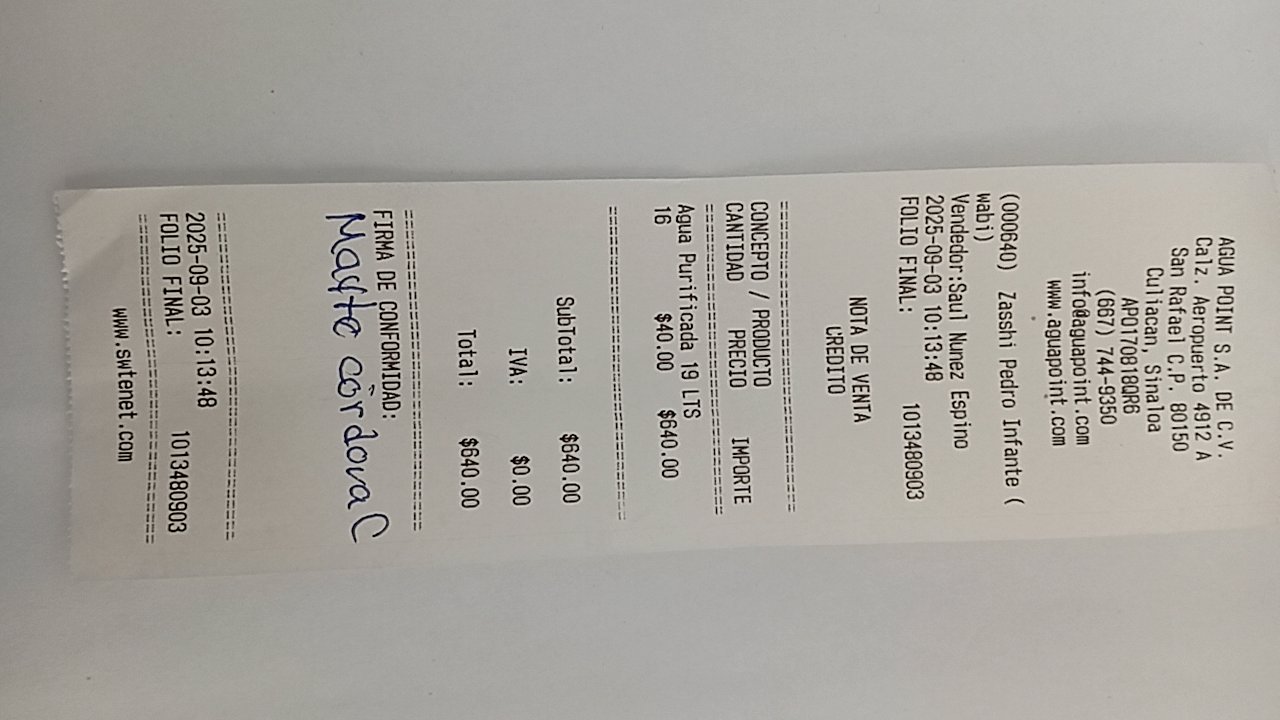 AGUA POINT S.A. DE C.V.
Calz. Aeropuerto 4912 A
San Rafael C.P. 80150
Culiacan, Sinaloa
APO170818QR6
(667) 744-9350
info@aguapoint.com
www.aguapoint.com
(000640) Zasshi Pedro Infante (
wabi)
Vendedor:Saul Nunez Espino
2025-09-03 10:13:48
FOLIO FINAL: 1013480903
NOTA DE VENTA
CREDITO
===============================
CONCEPTO / PRODUCTO
CANTIDAD PRECIO IMPORTE
===============================
Agua Purificada 19 LTS
16 $40.00 $640.00
===============================
SubTotal: $640.00
IVA: $0.00
Total: $640.00
===============================
FIRMA DE CONFORMIDAD:
Mayte córdova C
===============================
2025-09-03 10:13:48
FOLIO FINAL: 1013480903
===============================
www.swtenet.com